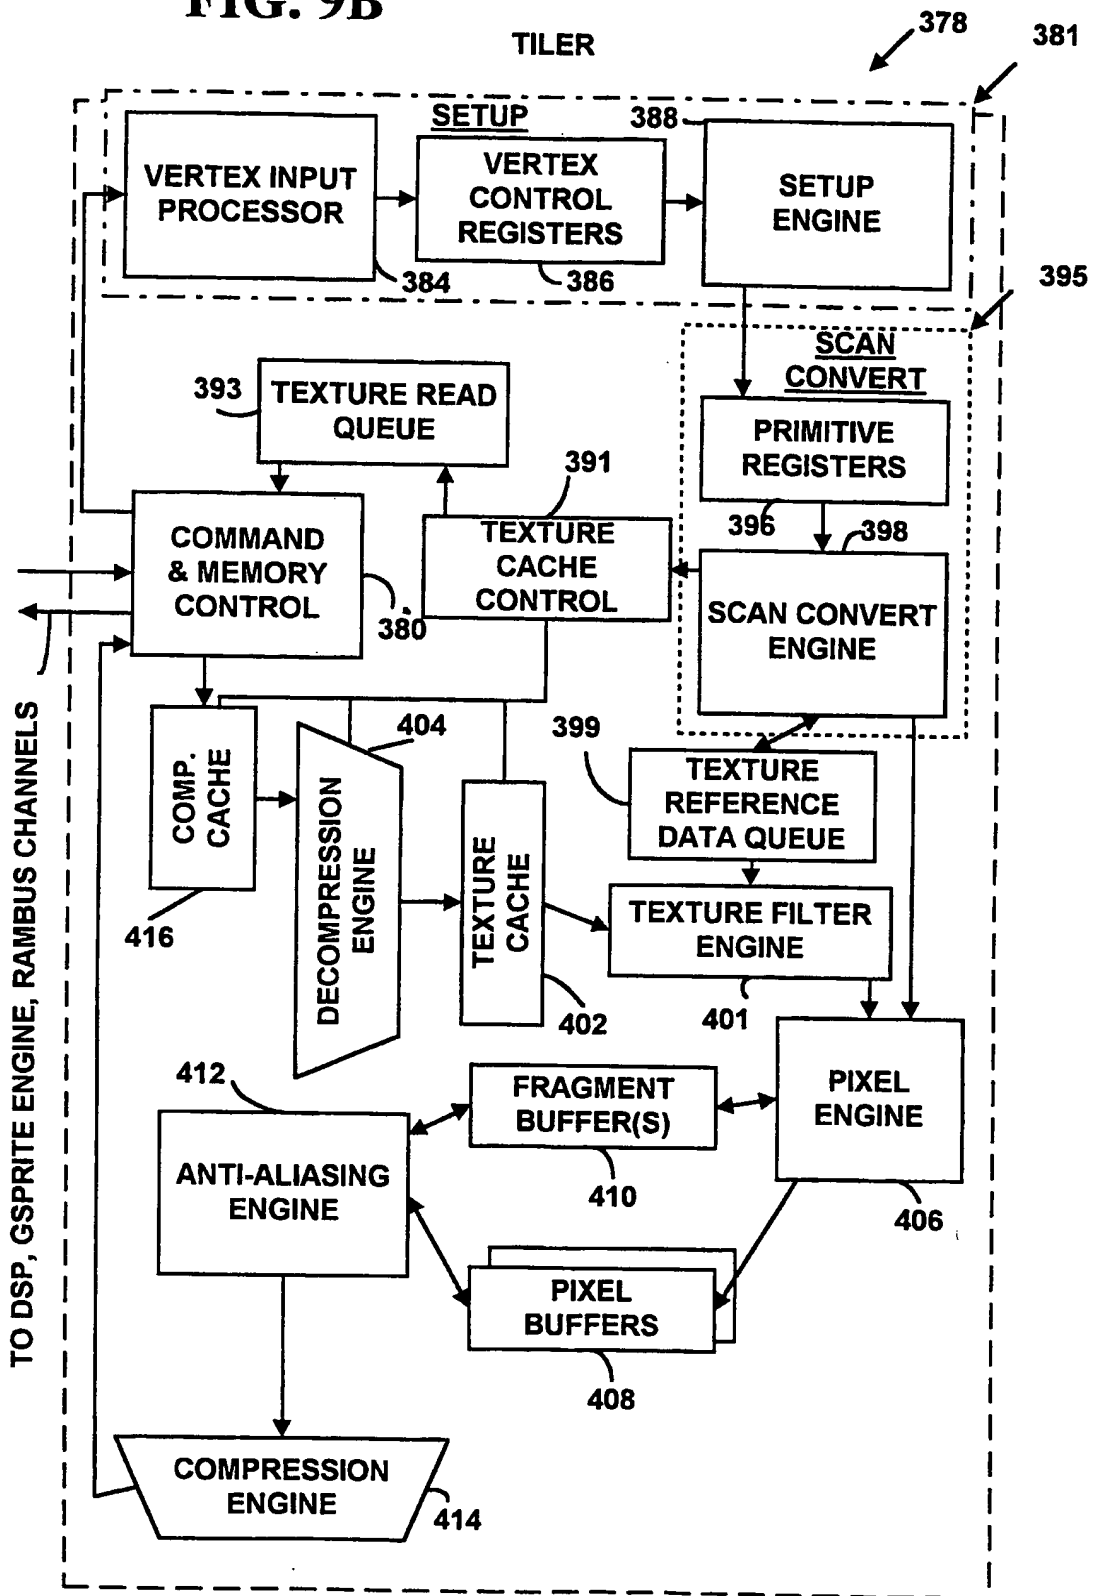 FIG. 9B
TILER
378
381
SETUP
388
VERTEX INPUT
PROCESSOR
384
VERTEX
CONTROL
REGISTERS
386
SETUP
ENGINE
395
SCAN
CONVERT
393
TEXTURE READ
QUEUE
PRIMITIVE
REGISTERS
396
391
398
COMMAND
& MEMORY
CONTROL
380
TEXTURE
CACHE
CONTROL
SCAN CONVERT
ENGINE
TO DSP, GSPRITE ENGINE, RAMBUS CHANNELS
COMP.
CACHE
416
404
DECOMPRESSION
ENGINE
TEXTURE
CACHE
402
399
TEXTURE
REFERENCE
DATA QUEUE
TEXTURE FILTER
ENGINE
401
412
ANTI-ALIASING
ENGINE
FRAGMENT
BUFFER(S)
410
PIXEL
ENGINE
406
PIXEL
BUFFERS
408
COMPRESSION
ENGINE
414